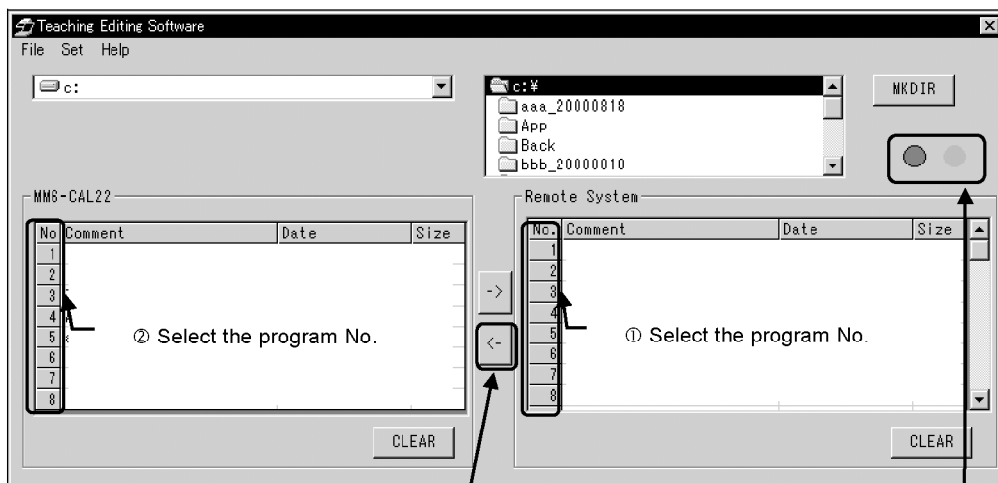 Teaching Editing Software
File Set Help
c:
c:¥
aaa_20000818
App
Back
bbb_20000010
MKDIR
MM6-CAL22
No Comment Date Size
1
2
3
4
5
6
7
8
② Select the program No.
CLEAR
->
<-
Remote System
No. Comment Date Size
1
2
3
4
5
6
7
8
① Select the program No.
CLEAR